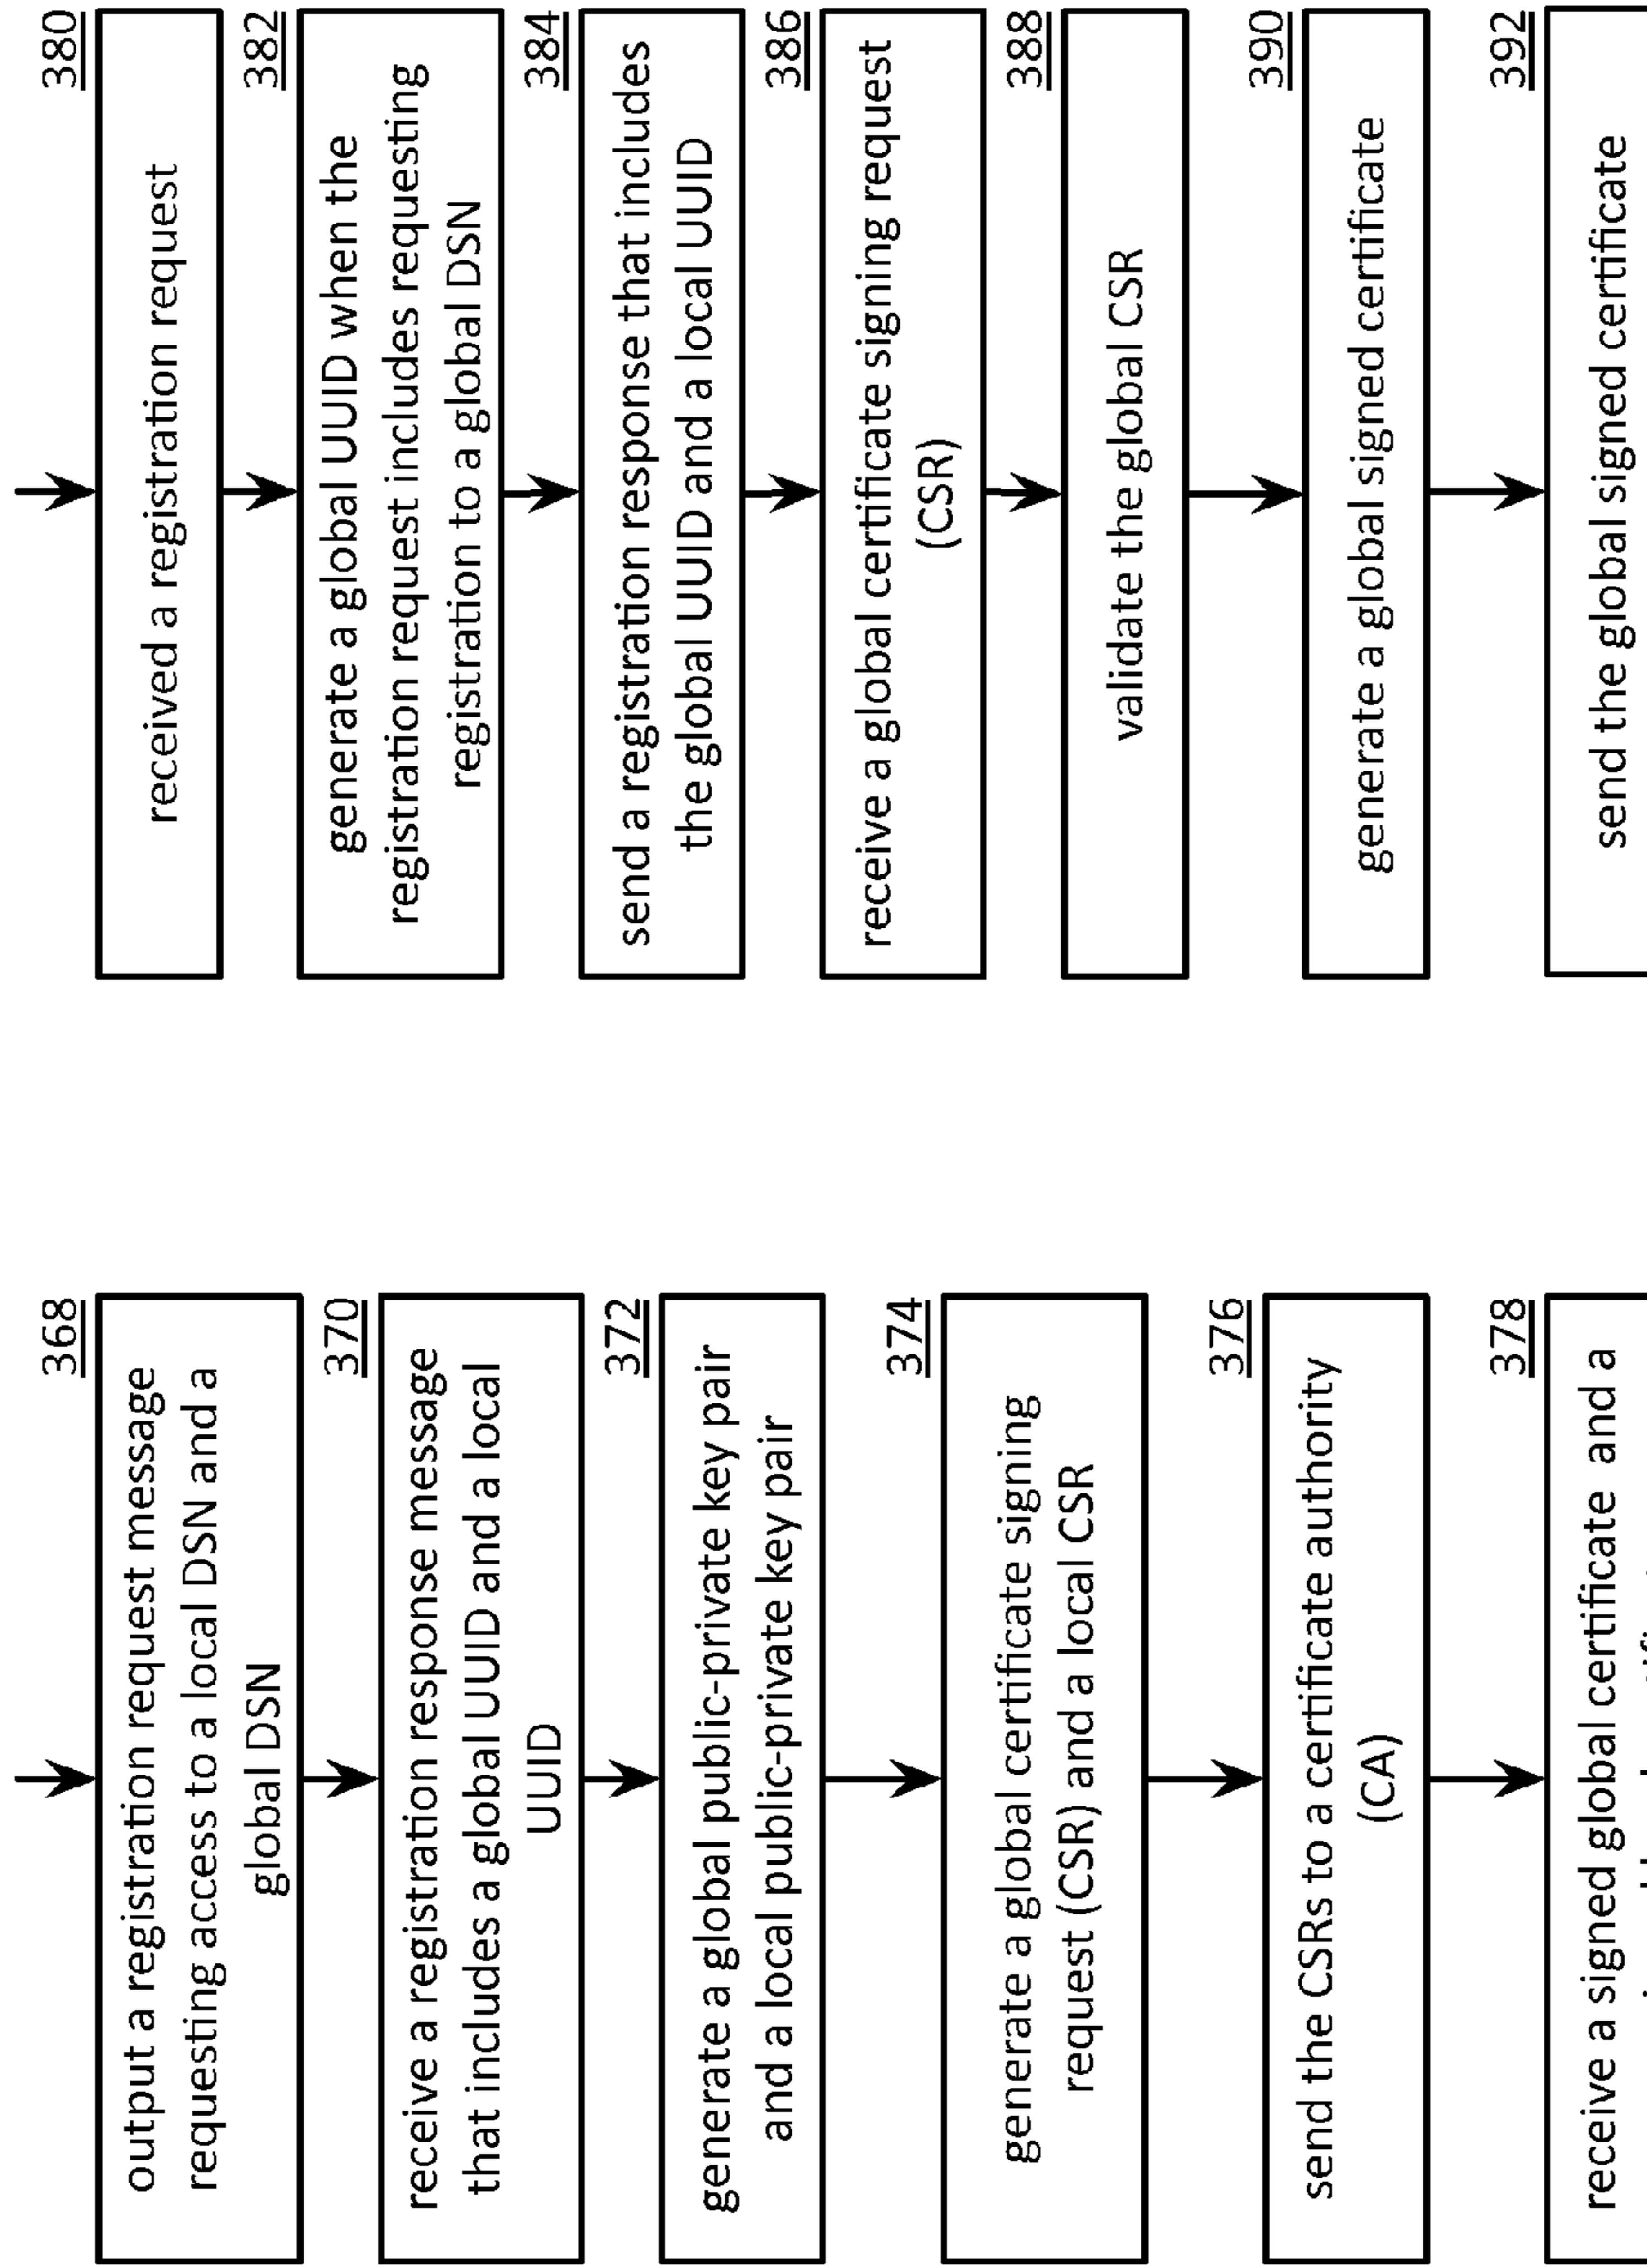 368
output a registration request message
requesting access to a local DSN and a
global DSN
370
receive a registration response message
that includes a global UUID and a local
UUID
372
generate a global public-private key pair
and a local public-private key pair
374
generate a global certificate signing
request (CSR) and a local CSR
376
send the CSRs to a certificate authority
(CA)
378
receive a signed global certificate and a
380
received a registration request
382
generate a global UUID when the
registration request includes requesting
registration to a global DSN
384
send a registration response that includes
the global UUID and a local UUID
386
receive a global certificate signing request
(CSR)
388
validate the global CSR
390
generate a global signed certificate
392
send the global signed certificate